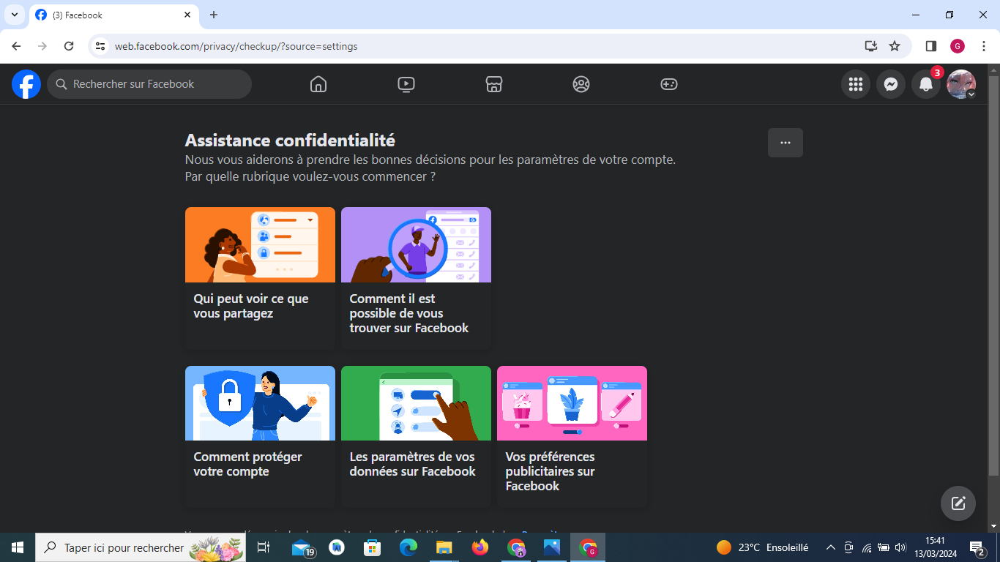 (3) Facebook
web.facebook.com/privacy/checkup/?source=settings
G
Rechercher sur Facebook
3
Assistance confidentialité
Nous vous aiderons à prendre les bonnes décisions pour les paramètres de votre compte.
Par quelle rubrique voulez-vous commencer ?
Qui peut voir ce que
vous partagez
Comment il est
possible de vous
trouver sur Facebook
Comment protéger
votre compte
Les paramètres de vos
données sur Facebook
Vos préférences
publicitaires sur
Facebook
Taper ici pour rechercher
19
G
23°C Ensoleillé
15:41
13/03/2024
2